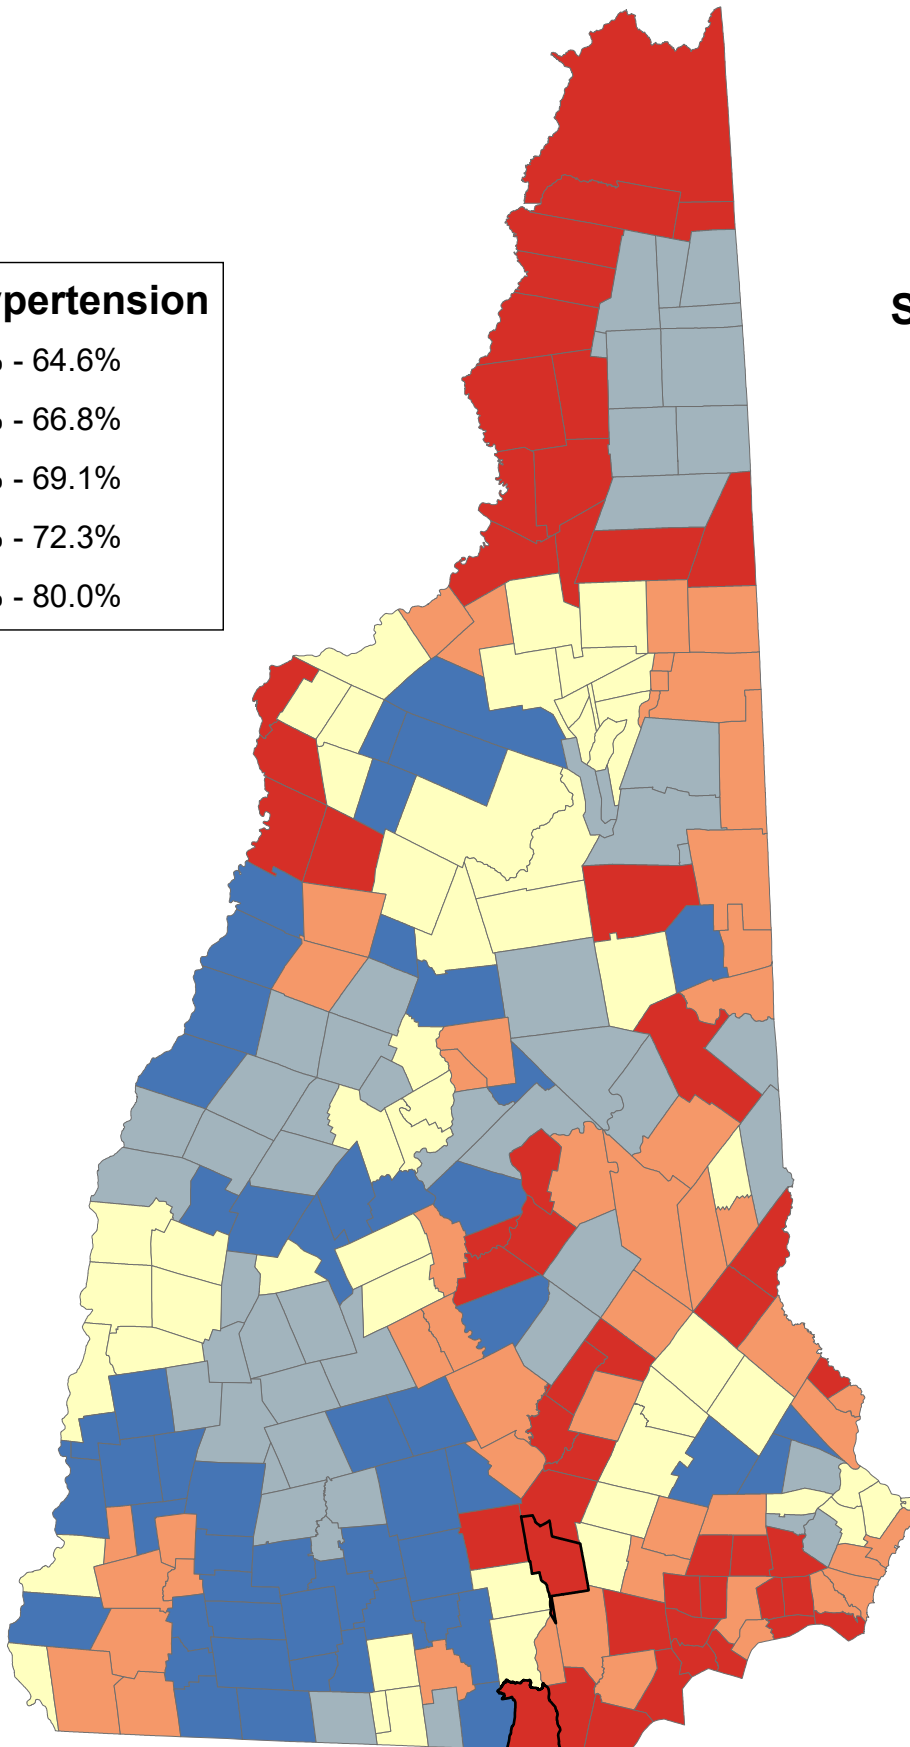 ypertension
- 64.6%
- 66.8%
- 69.1%
- 72.3%
- 80.0%
S